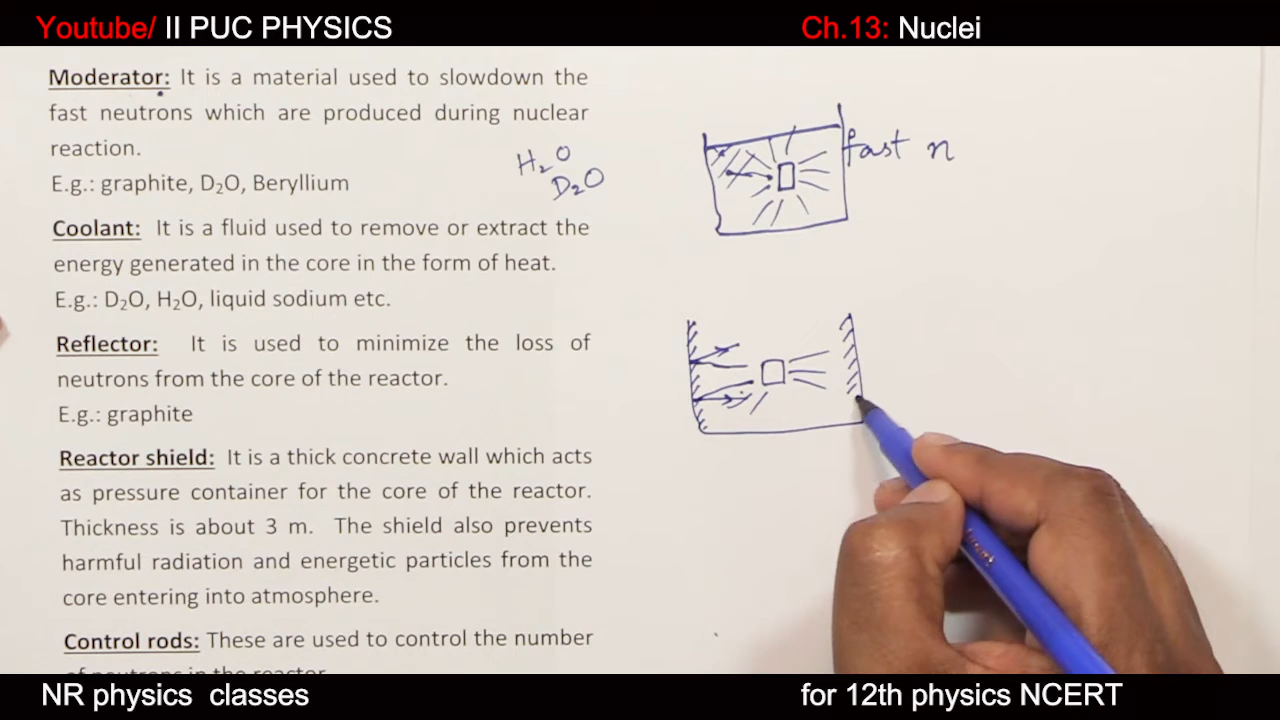 Youtube/ II PUC PHYSICS
Ch.13: Nuclei
Moderator: It is a material used to slowdown the
fast neutrons which are produced during nuclear
reaction.
E.g.: graphite, D₂O, Beryllium
H₂O
D₂O
fast n
Coolant: It is a fluid used to remove or extract the
energy generated in the core in the form of heat.
E.g.: D₂O, H₂O, liquid sodium etc.
Reflector: It is used to minimize the loss of
neutrons from the core of the reactor.
E.g.: graphite
Reactor shield: It is a thick concrete wall which acts
as pressure container for the core of the reactor.
Thickness is about 3 m. The shield also prevents
harmful radiation and energetic particles from the
core entering into atmosphere.
Control rods: These are used to control the number
of neutrons in the reactor
NR physics classes
for 12th physics NCERT